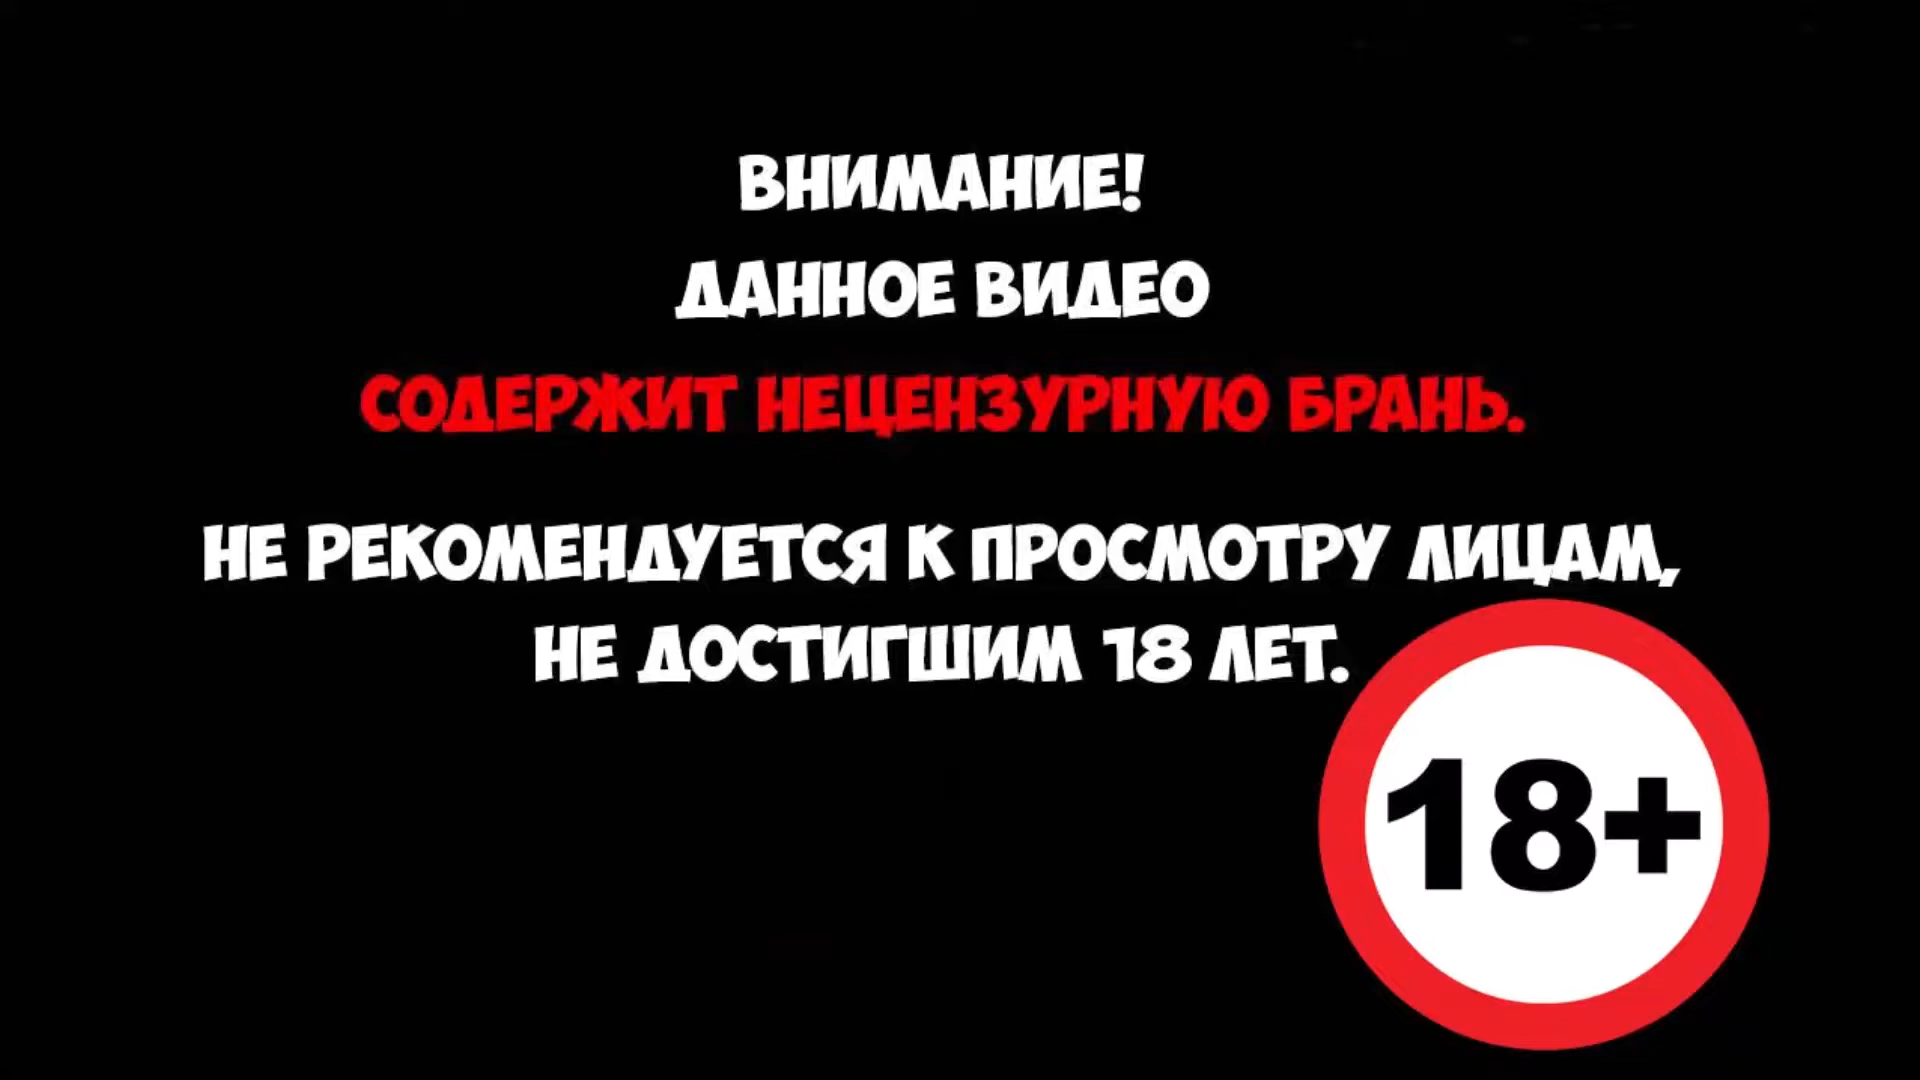 ВНИМАНИЕ!
ДАННОЕ ВИДЕО
СОДЕРЖИТ НЕЦЕНЗУРНУЮ БРАНЬ.
НЕ РЕКОМЕНДУЕТСЯ К ПРОСМОТРУ ЛИЦАМ,
НЕ ДОСТИГШИМ 18 ЛЕТ.
18+